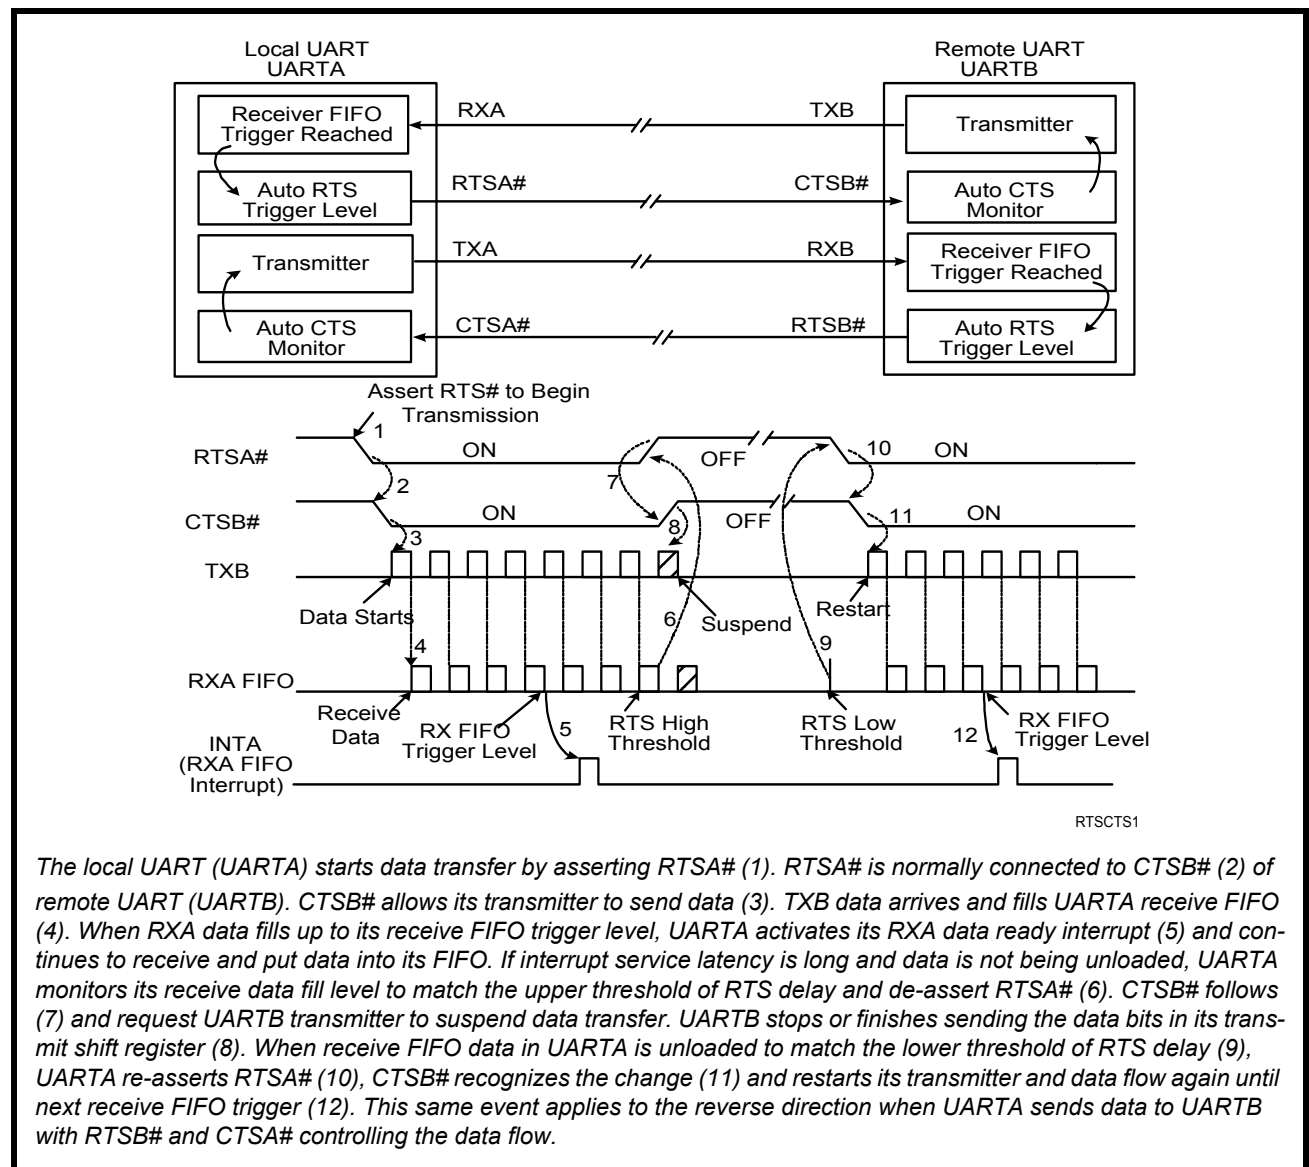 Local UART
UARTA
Remote UART
UARTB
Receiver FIFO
Trigger Reached
RXA
TXB
Transmitter
Auto RTS
Trigger Level
RTSA#
CTSB#
Auto CTS
Monitor
Transmitter
TXA
RXB
Receiver FIFO
Trigger Reached
Auto CTS
Monitor
CTSA#
RTSB#
Auto RTS
Trigger Level
Assert RTS# to Begin
Transmission
1
RTSA#
ON
7
OFF
10
ON
2
CTSB#
ON
8
OFF
11
ON
3
TXB
Data Starts
6
Suspend
Restart
4
9
RXA FIFO
Receive
Data
RX FIFO
Trigger Level
5
RTS High
Threshold
RTS Low
Threshold
12
RX FIFO
Trigger Level
INTA
(RXA FIFO
Interrupt)
RTSCTS1
The local UART (UARTA) starts data transfer by asserting RTSA# (1). RTSA# is normally connected to CTSB# (2) of
remote UART (UARTB). CTSB# allows its transmitter to send data (3). TXB data arrives and fills UARTA receive FIFO
(4). When RXA data fills up to its receive FIFO trigger level, UARTA activates its RXA data ready interrupt (5) and con-
tinues to receive and put data into its FIFO. If interrupt service latency is long and data is not being unloaded, UARTA
monitors its receive data fill level to match the upper threshold of RTS delay and de-assert RTSA# (6). CTSB# follows
(7) and request UARTB transmitter to suspend data transfer. UARTB stops or finishes sending the data bits in its trans-
mit shift register (8). When receive FIFO data in UARTA is unloaded to match the lower threshold of RTS delay (9),
UARTA re-asserts RTSA# (10), CTSB# recognizes the change (11) and restarts its transmitter and data flow again until
next receive FIFO trigger (12). This same event applies to the reverse direction when UARTA sends data to UARTB
with RTSB# and CTSA# controlling the data flow.